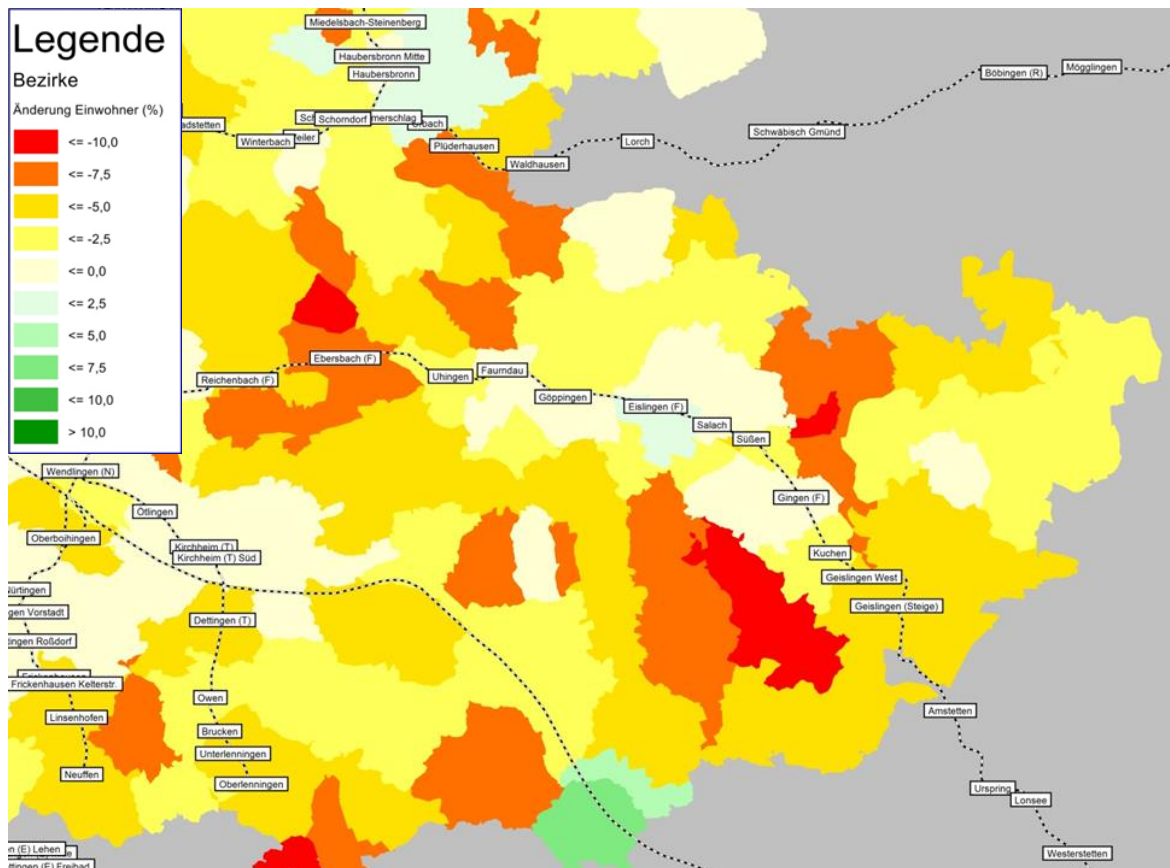 Legende
Bezirke
Änderung Einwohner (%)
<= -10,0
<= -7,5
<= -5,0
<= -2,5
<= 0,0
<= 2,5
<= 5,0
<= 7,5
<= 10,0
> 10,0
Miedelsbach-Steinenberg
Haubersbronn Mitte
Haubersbronn
Schorndorf
Winterbach
Plüderhausen
Waldhausen
Lorch
Schwäbisch Gmünd
Böbingen (R)
Mögglingen
Reichenbach (F)
Ebersbach (F)
Uhingen
Faurndau
Göppingen
Eislingen (F)
Salach
Süßen
Gingen (F)
Kuchen
Geislingen West
Geislingen (Steige)
Amstetten
Urspring
Lonsee
Westerstetten
Wendlingen (N)
Ötlingen
Oberboihingen
Kirchheim (T)
Kirchheim (T) Süd
Dettingen (T)
Owen
Brucken
Unterlenningen
Oberlenningen
Frickenhausen Kelterstr.
Linsenhofen
Neuffen